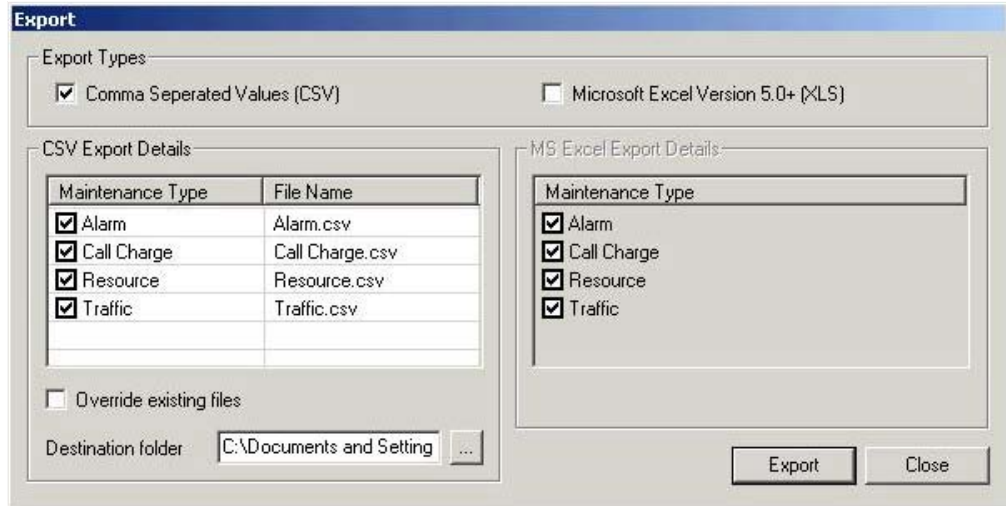 Export
Export Types
Comma Seperated Values (CSV)
Microsoft Excel Version 5.0+ (XLS)
CSV Export Details
Maintenance Type File Name
Alarm Alarm.csv
Call Charge Call Charge.csv
Resource Resource.csv
Traffic Traffic.csv
Override existing files
Destination folder C:\Documents and Setting ...
MS Excel Export Details
Maintenance Type
Alarm
Call Charge
Resource
Traffic
Export Close